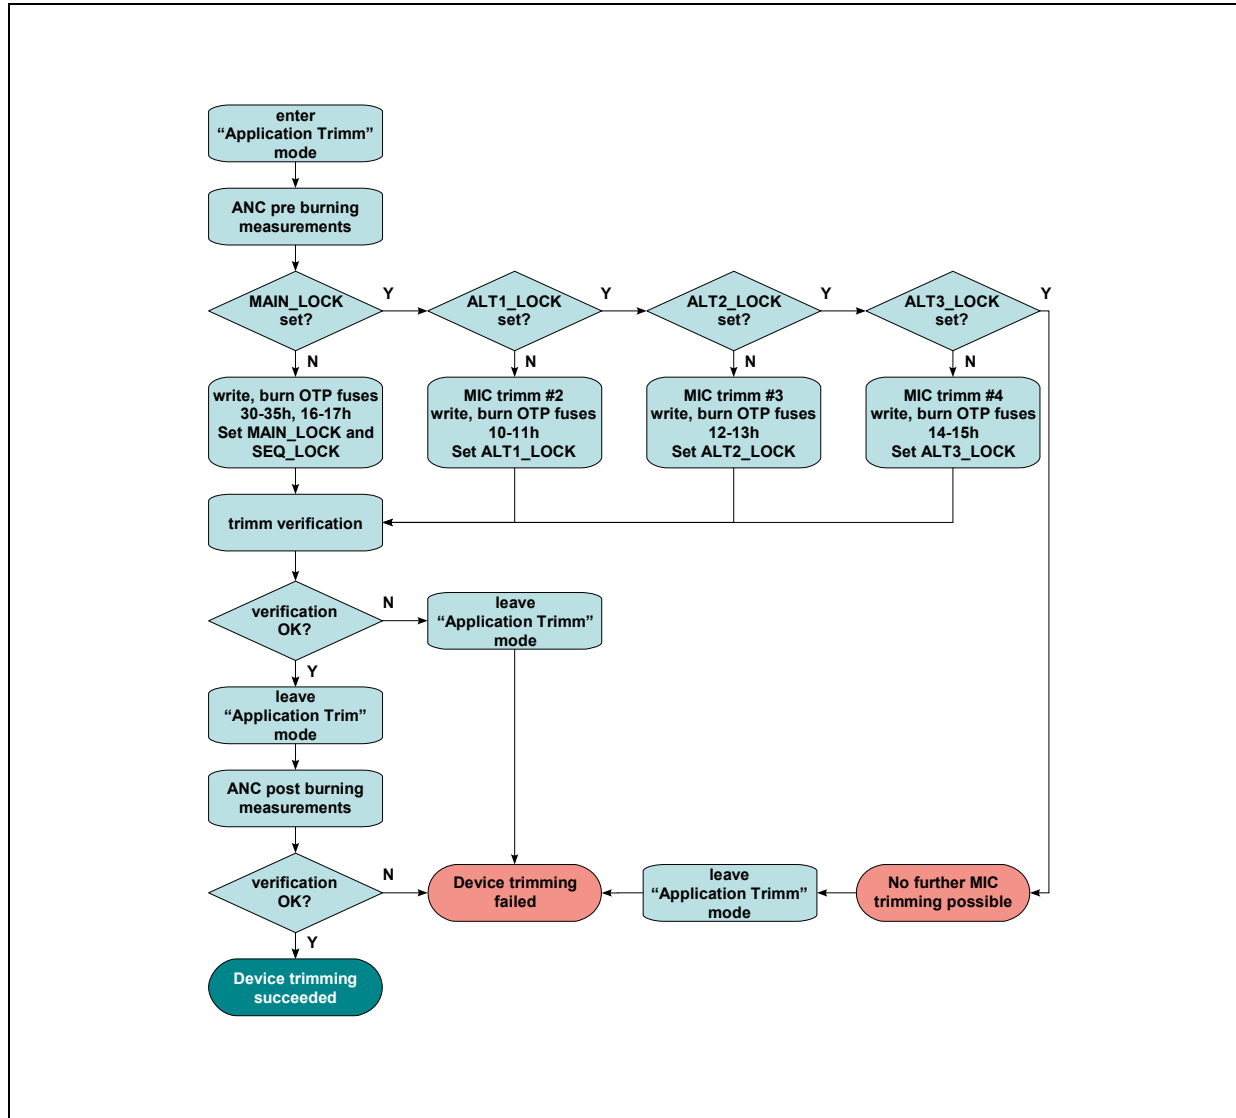 enter
“Application Trimm”
mode
ANC pre burning
measurements
MAIN_LOCK
set?
Y
ALT1_LOCK
set?
Y
ALT2_LOCK
set?
Y
ALT3_LOCK
set?
Y
N
N
N
N
write, burn OTP fuses
30-35h, 16-17h
Set MAIN_LOCK and
SEQ_LOCK
MIC trimm #2
write, burn OTP fuses
10-11h
Set ALT1_LOCK
MIC trimm #3
write, burn OTP fuses
12-13h
Set ALT2_LOCK
MIC trimm #4
write, burn OTP fuses
14-15h
Set ALT3_LOCK
trimm verification
verification
OK?
N
leave
“Application Trimm”
mode
Y
leave
“Application Trim”
mode
ANC post burning
measurements
verification
OK?
N
Device trimming
failed
leave
“Application Trimm”
mode
No further MIC
trimming possible
Y
Device trimming
succeeded